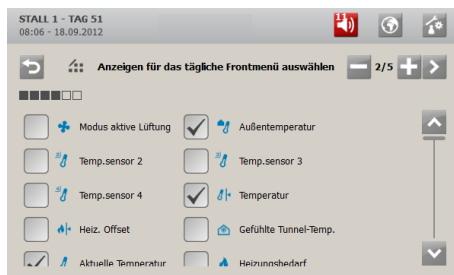 STALL 1 - TAG 51
08:06 - 18.09.2012
11
Anzeigen für das tägliche Frontmenü auswählen
2/5
Modus aktive Lüftung
Außentemperatur
Temp.sensor 2
Temp.sensor 3
Temp.sensor 4
Temperatur
Heiz. Offset
Gefühlte Tunnel-Temp.
Aktuelle Temperatur
Heizungsbedarf